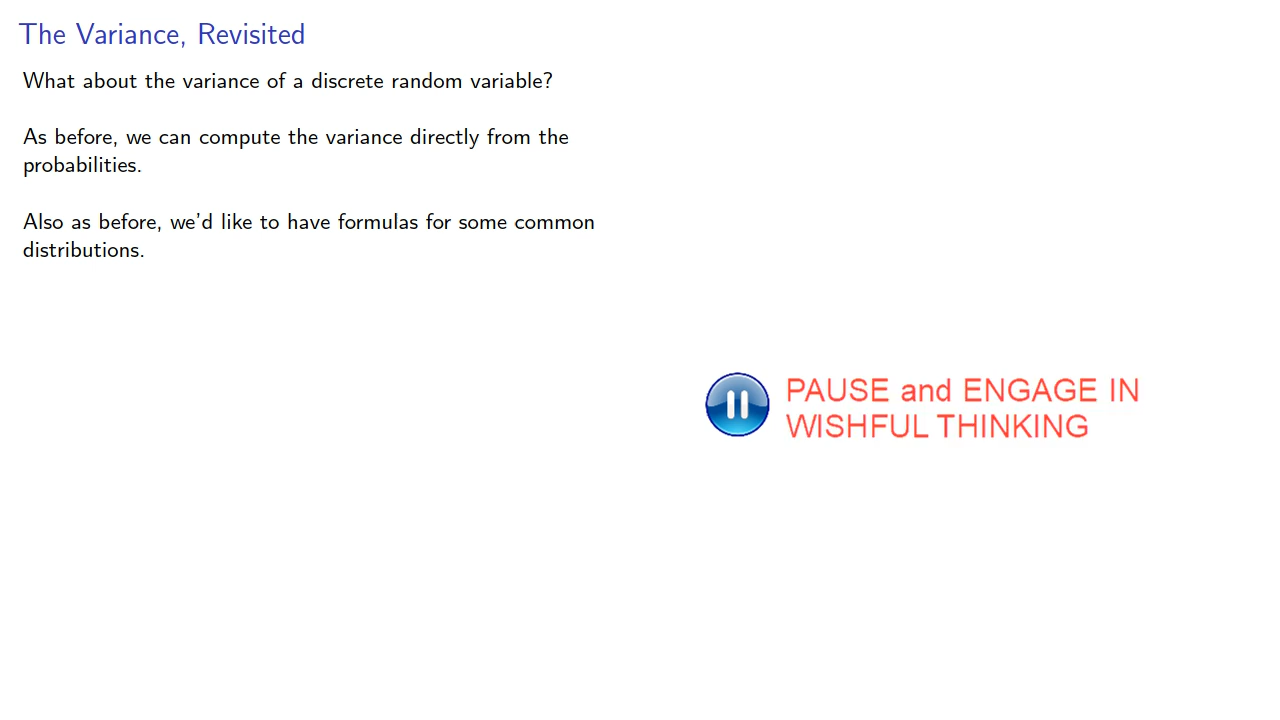 The Variance, Revisited
What about the variance of a discrete random variable?
As before, we can compute the variance directly from the
probabilities.
Also as before, we'd like to have formulas for some common
distributions.
PAUSE and ENGAGE IN
WISHFUL THINKING